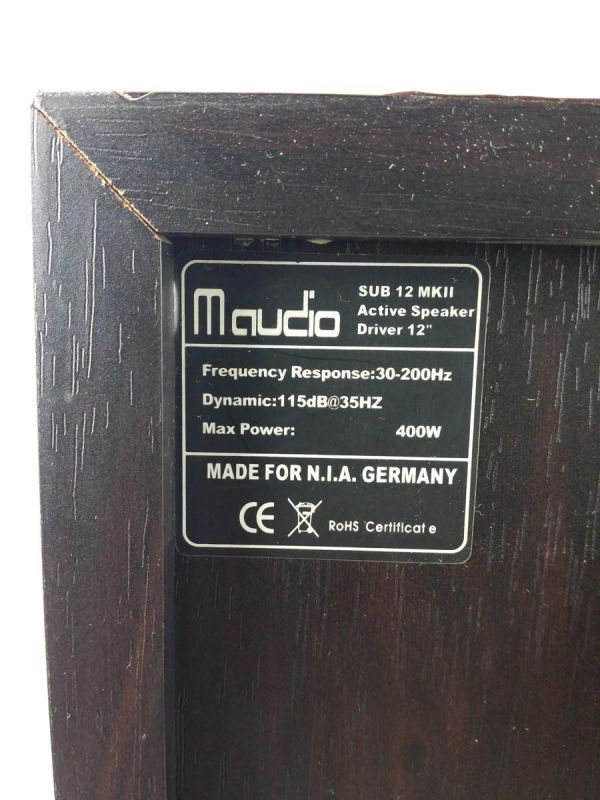 Maudio
SUB 12 MKII
Active Speaker
Driver 12"
Frequency Response:30-200Hz
Dynamic:115dB@35HZ
Max Power: 400W
MADE FOR N.I.A. GERMANY
CE RoHS Certificate